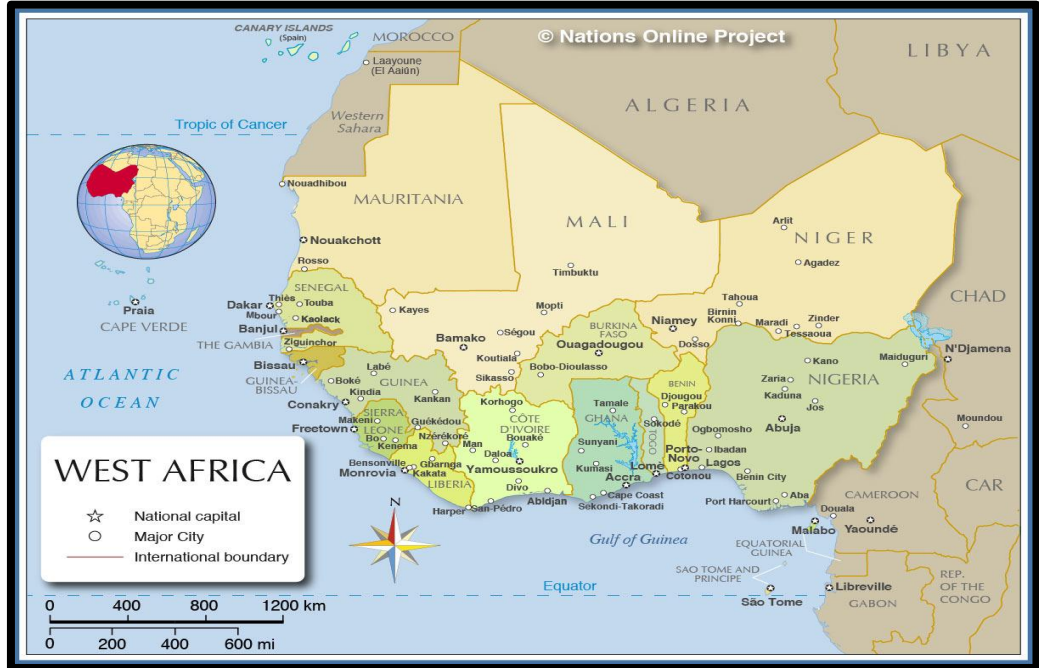 CANARY ISLANDS
(Spain)
MOROCCO
© Nations Online Project
LIBYA
Laayoune
(El Aaiún)
ALGERIA
Western
Sahara
Tropic of Cancer
Nouadhibou
MAURITANIA
MALI
NIGER
Arlit
Agadez
Nouakchott
Rosso
Timbuktu
SENEGAL
CHAD
Dakar
Thiès
Touba
Mbour
Kaolack
Kayes
Mopti
Tahoua
Birnin
Konni
Maradi
Zinder
Tessaoua
Praia
CAPE VERDE
Banjul
THE GAMBIA
Ziguinchor
Ségou
Bamako
BURKINA
FASO
Ouagadougou
Niamey
Dosso
N'Djamena
Bissau
GUINEA-
BISSAU
Koutiala
Sikasso
Bobo-Dioulasso
Kano
Maiduguri
ATLANTIC
OCEAN
Labé
Boké
GUINEA
Kindia
Kankan
BENIN
Djougou
Parakou
Zaria
Kaduna
NIGERIA
Jos
Conakry
Korhogo
Tamale
GHANA
Abuja
Moundou
Freetown
Makeni
SIERRA
LEONE
Bo
Kenema
Guékédou
Nzérékoré
CÔTE
D'IVOIRE
Bouaké
Man
Daloa
Yamoussoukro
Sunyani
Kumasi
TOGO
Sokodé
Ogbomosho
Ibadan
Porto-
Novo
Lagos
Lomé
Cotonou
Benin City
Bensonville
Monrovia
Gbarnga
Kakata
LIBERIA
Divo
Abidjan
Accra
Cape Coast
Sekondi-Takoradi
Port Harcourt
Aba
CAMEROON
CAR
Harper
San-Pédro
Douala
Malabo
Yaoundé
Gulf of Guinea
EQUATORIAL
GUINEA
SAO TOME AND
PRINCIPE
REP.
OF THE
CONGO
Equator
São Tome
Libreville
GABON
WEST AFRICA
National capital
Major City
International boundary
N
0 400 800 1200 km
0 200 400 600 mi